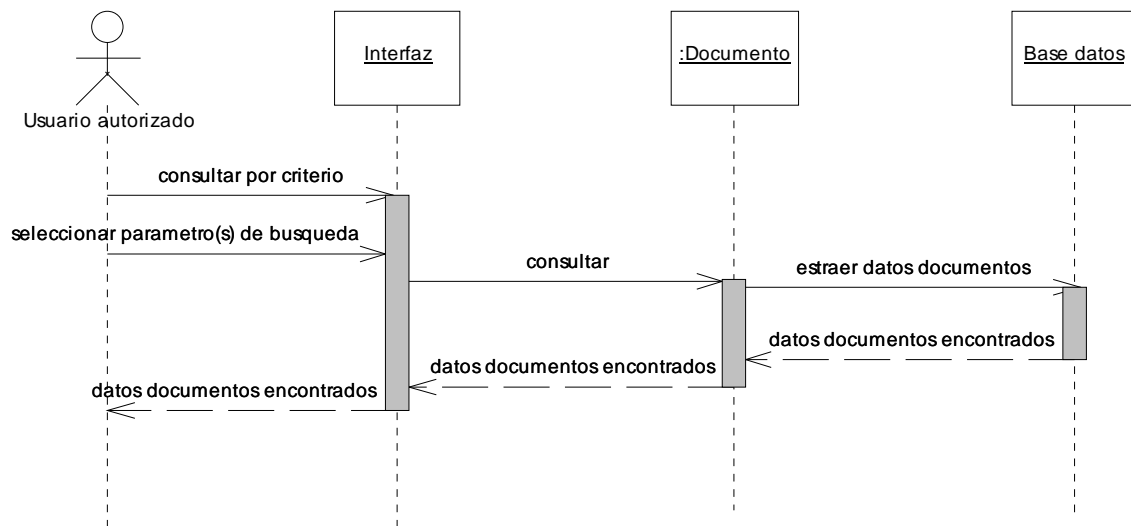 Interfaz
:Documento
Base datos
Usuario autorizado
consultar por criterio
seleccionar parametro(s) de busqueda
consultar
estraer datos documentos
datos documentos encontrados
datos documentos encontrados
datos documentos encontrados